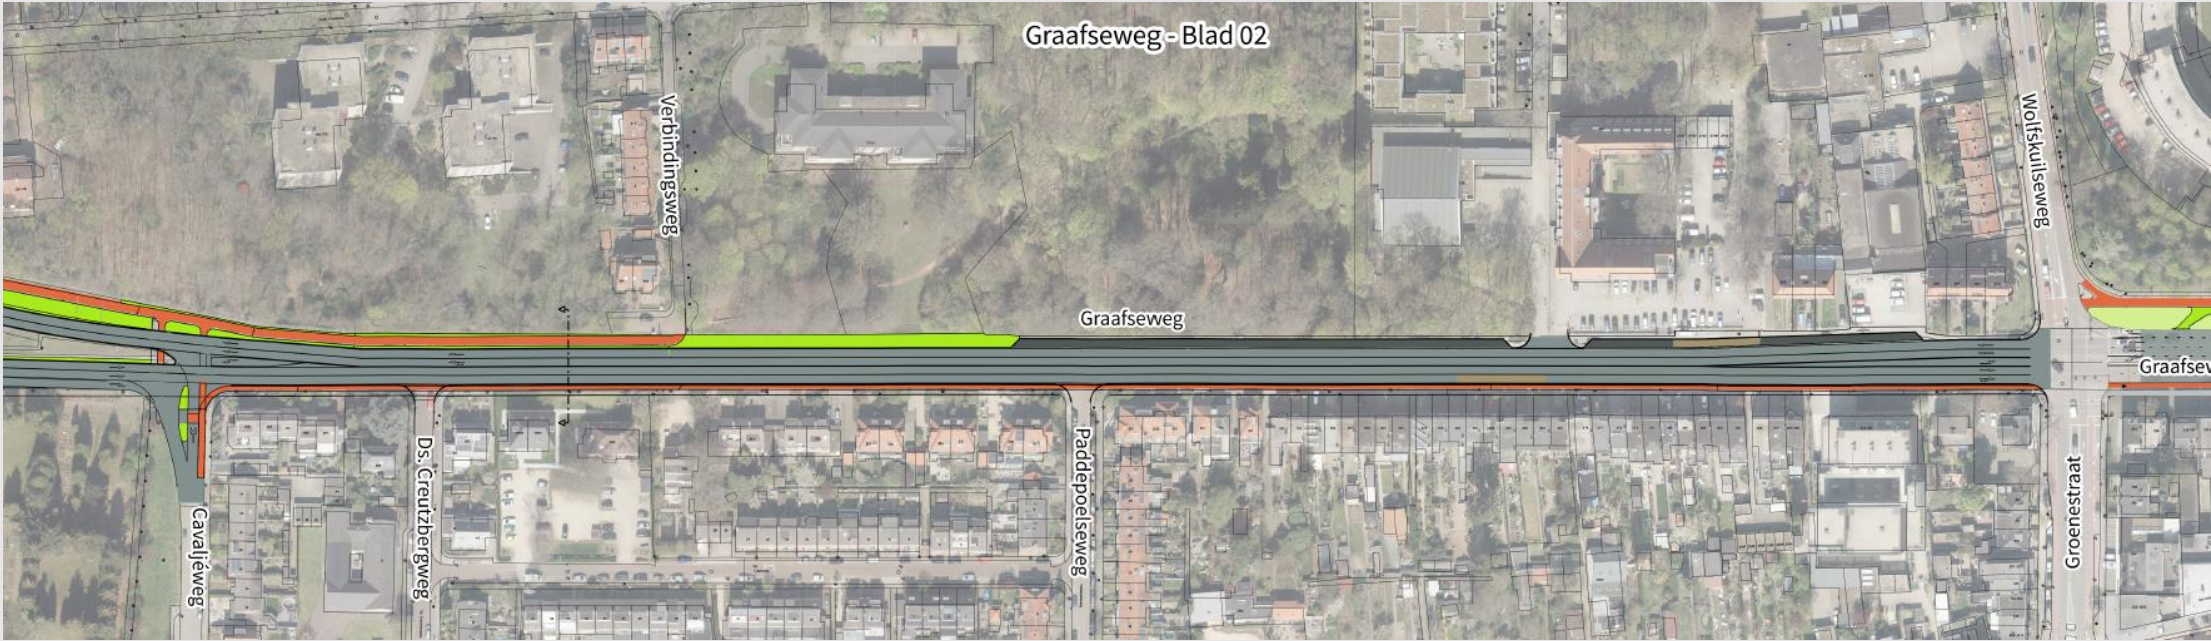 Graafseweg - Blad 02
Verbindingsweg
Wolfskuilseweg
Graafseweg
Graafsew
Cavaljéweg
Ds. Creutzbergweg
Paddepoelseweg
Groenestraat